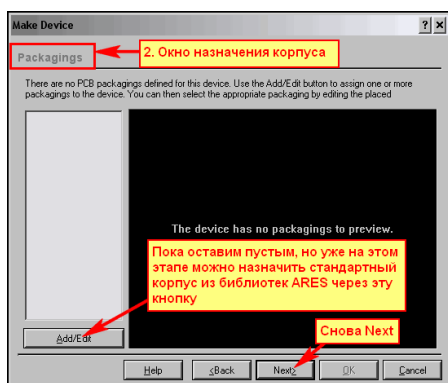 Make Device
? ×
Packagings
2. Окно назначения корпуса
There are no PCB packagings defined for this device. Use the Add/Edit button to assign one or more
packagings to the device. You can then select the appropriate packaging by editing the placed
The device has no packagings to preview.
Пока оставим пустым, но уже на этом
этапе можно назначить стандартный
корпус из библиотек ARES через эту
кнопку
Снова Next
Add/Edit
Help
<Back
Next>
OK
Cancel